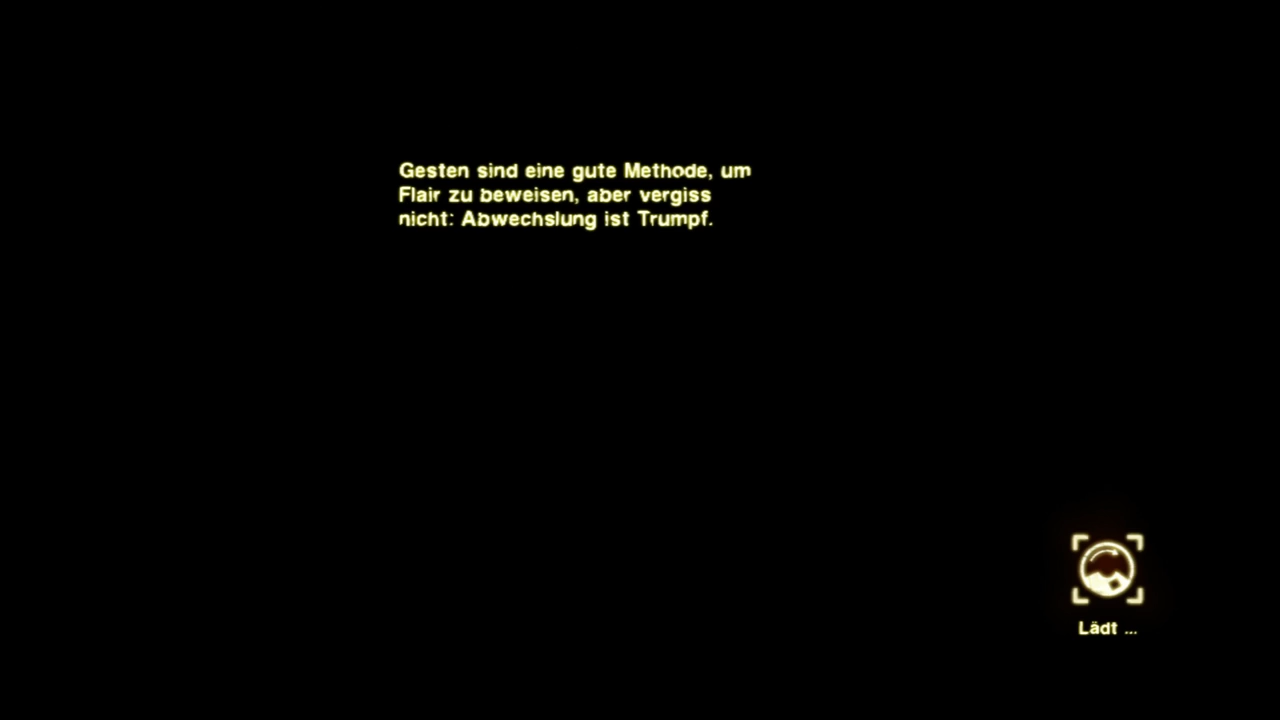 Gesten sind eine gute Methode, um
Flair zu beweisen, aber vergiss
nicht: Abwechslung ist Trumpf.
Lädt ...